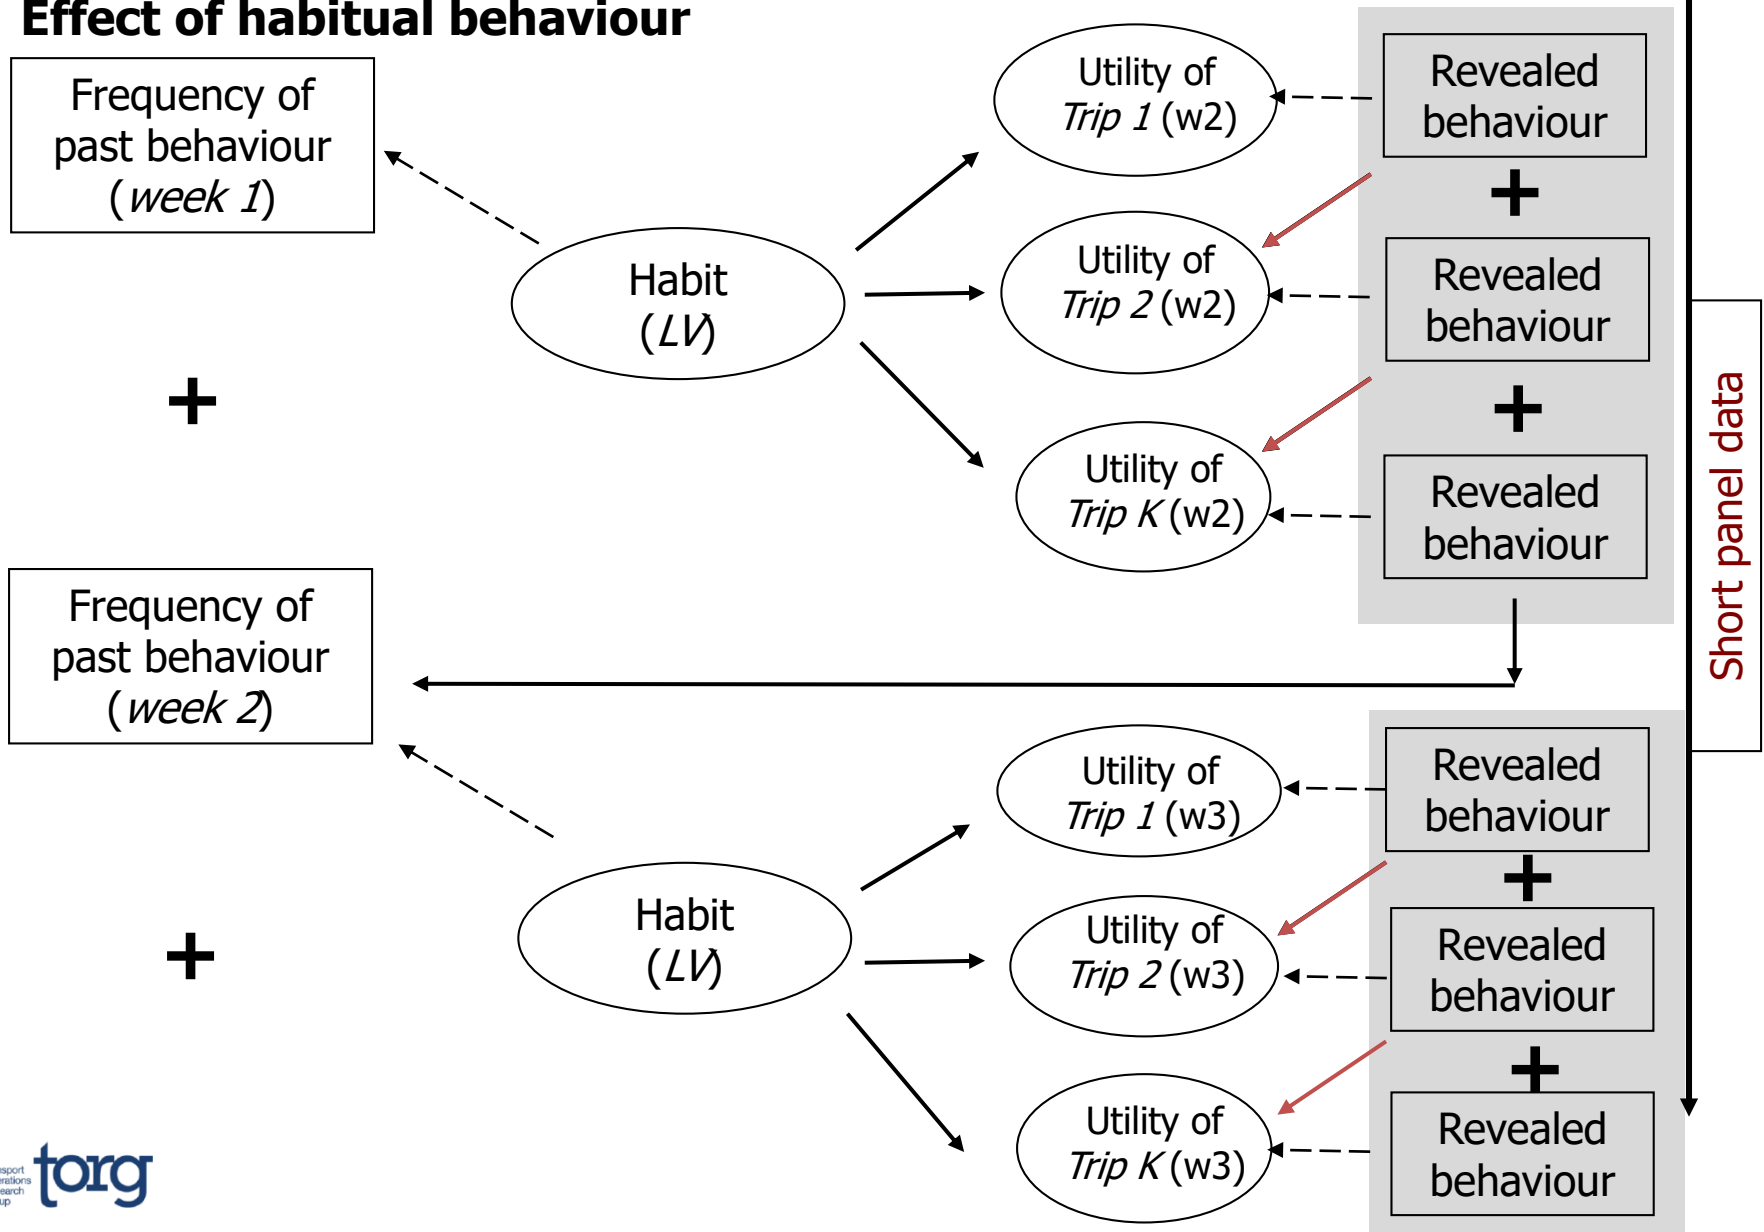 Effect of habitual behaviour
Frequency of
past behaviour
(week 1)
+
Habit
(LV)
Utility of
Trip 1 (w2)
Utility of
Trip 2 (w2)
Utility of
Trip K (w2)
Revealed
behaviour
+
Revealed
behaviour
+
Revealed
behaviour
Short panel data
Frequency of
past behaviour
(week 2)
+
Habit
(LV)
Utility of
Trip 1 (w3)
Utility of
Trip 2 (w3)
Utility of
Trip K (w3)
Revealed
behaviour
+
Revealed
behaviour
+
Revealed
behaviour
torg